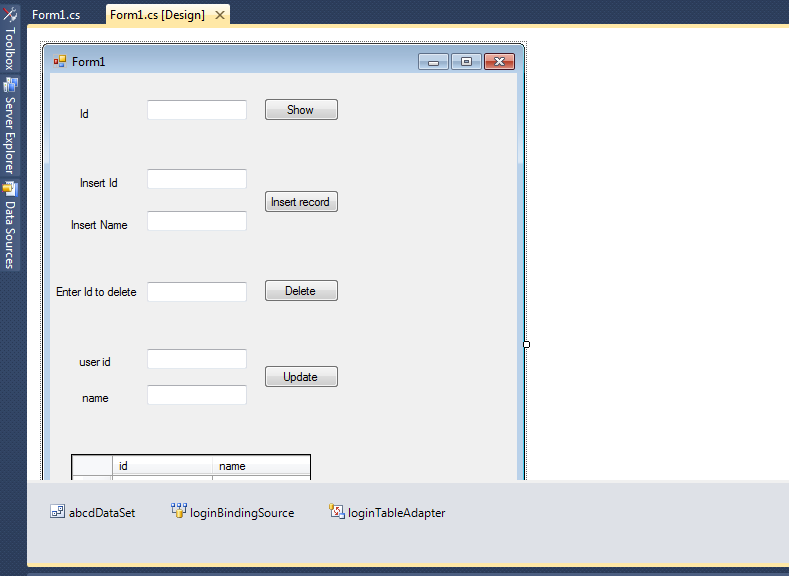 Form1.cs
Form1.cs [Design]
Toolbox
Server Explorer
Data Sources
Form1
Id
Show
Insert Id
Insert record
Insert Name
Enter Id to delete
Delete
user id
Update
name
id name
abcdDataSet
loginBindingSource
loginTableAdapter